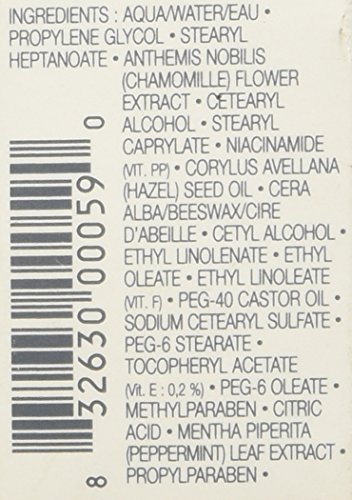 INGREDIENTS : AQUA/WATER/EAU •
PROPYLENE GLYCOL • STEARYL
HEPTANOATE • ANTHEMIS NOBILIS
(CHAMOMILLE) FLOWER
EXTRACT • CETEARYL
ALCOHOL • STEARYL
CAPRYLATE • NIACINAMIDE
(VIT. PP) • CORYLUS AVELLANA
(HAZEL) SEED OIL • CERA
ALBA/BEESWAX/CIRE
D'ABEILLE • CETYL ALCOHOL •
ETHYL LINOLENATE • ETHYL
OLEATE • ETHYL LINOLEATE
(VIT. F) • PEG-40 CASTOR OIL •
SODIUM CETEARYL SULFATE •
PEG-6 STEARATE •
TOCOPHERYL ACETATE
(Vit. E : 0,2 %) • PEG-6 OLEATE •
METHYLPARABEN • CITRIC
ACID • MENTHA PIPERITA
(PEPPERMINT) LEAF EXTRACT •
PROPYLPARABEN •
8 32630 00059 0